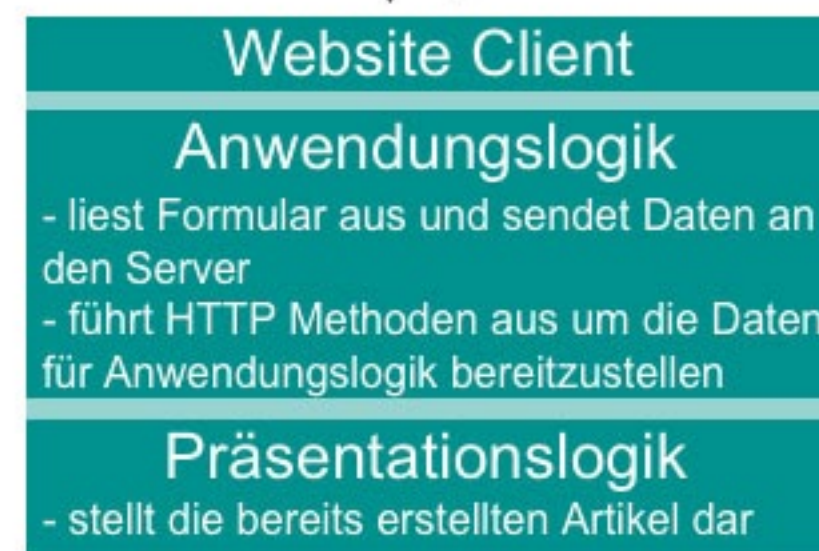 Website Client
Anwendungslogik
- liest Formular aus und sendet Daten an
den Server
- führt HTTP Methoden aus um die Daten
für Anwendungslogik bereitzustellen
Präsentationslogik
- stellt die bereits erstellten Artikel dar